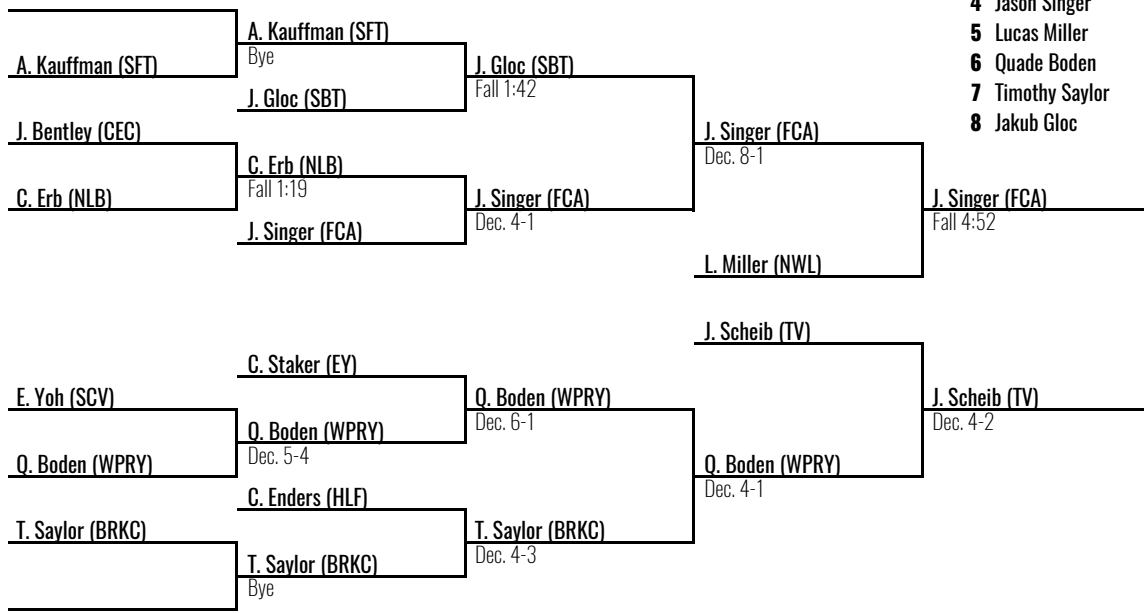 4 Jason Singer
5 Lucas Miller
6 Quade Boden
7 Timothy Saylor
8 Jakub Gloc
A. Kauffman (SFT)
J. Bentley (CEC)
C. Erb (NLB)
E. Yoh (SCV)
Q. Boden (WPRY)
T. Saylor (BRKC)
A. Kauffman (SFT)
Bye
J. Gloc (SBT)
C. Erb (NLB)
Fall 1:19
J. Singer (FCA)
C. Staker (EY)
Q. Boden (WPRY)
Dec. 5-4
C. Enders (HLF)
T. Saylor (BRKC)
Bye
J. Gloc (SBT)
Fall 1:42
J. Singer (FCA)
Dec. 4-1
Q. Boden (WPRY)
Dec. 6-1
T. Saylor (BRKC)
Dec. 4-3
J. Singer (FCA)
Dec. 8-1
L. Miller (NWL)
J. Scheib (TV)
Q. Boden (WPRY)
Dec. 4-1
J. Singer (FCA)
Fall 4:52
J. Scheib (TV)
Dec. 4-2